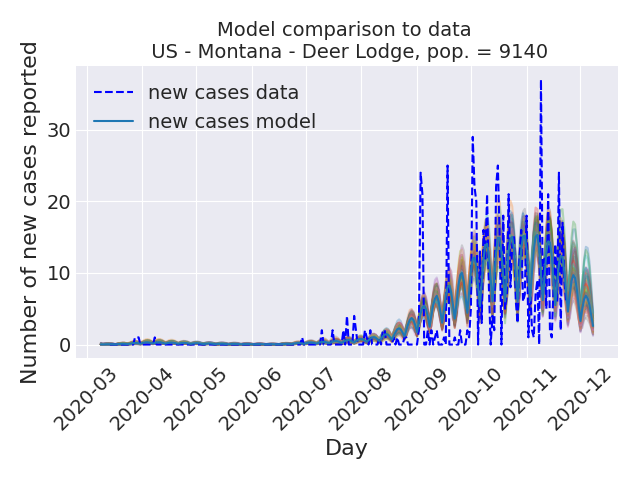 Model comparison to data
US - Montana - Deer Lodge, pop. = 9140
Number of new cases reported
new cases data
new cases model
30
20
10
0
2020-03
2020-04
2020-05
2020-06
2020-07
2020-08
2020-09
2020-10
2020-11
2020-12
Day